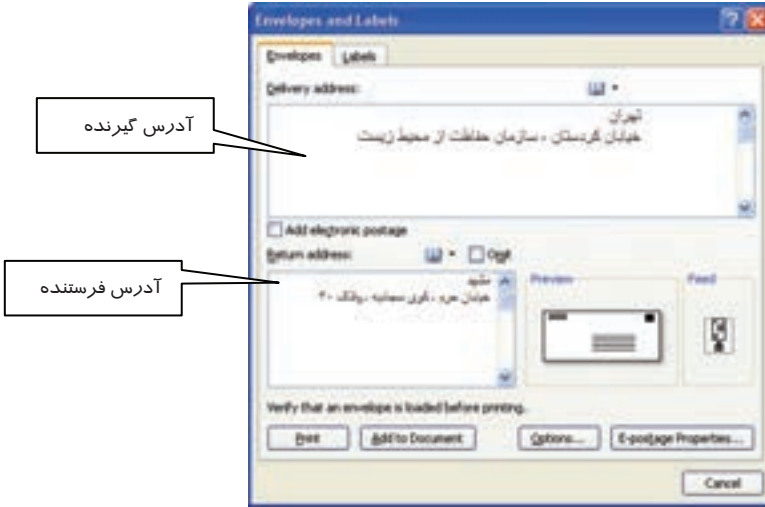 Envelopes and Labels
Envelopes Labels
Delivery address:
تهران
خیابان کردستان ، سازمان حفاظت از محیط زیست
آدرس گیرنده
Add electronic postage
Return address: Omit
مشهد
۴۰
آدرس فرستنده
Preview Feed
Verify that an envelope is loaded before printing.
Print Add to Document Options... E-postage Properties...
Cancel